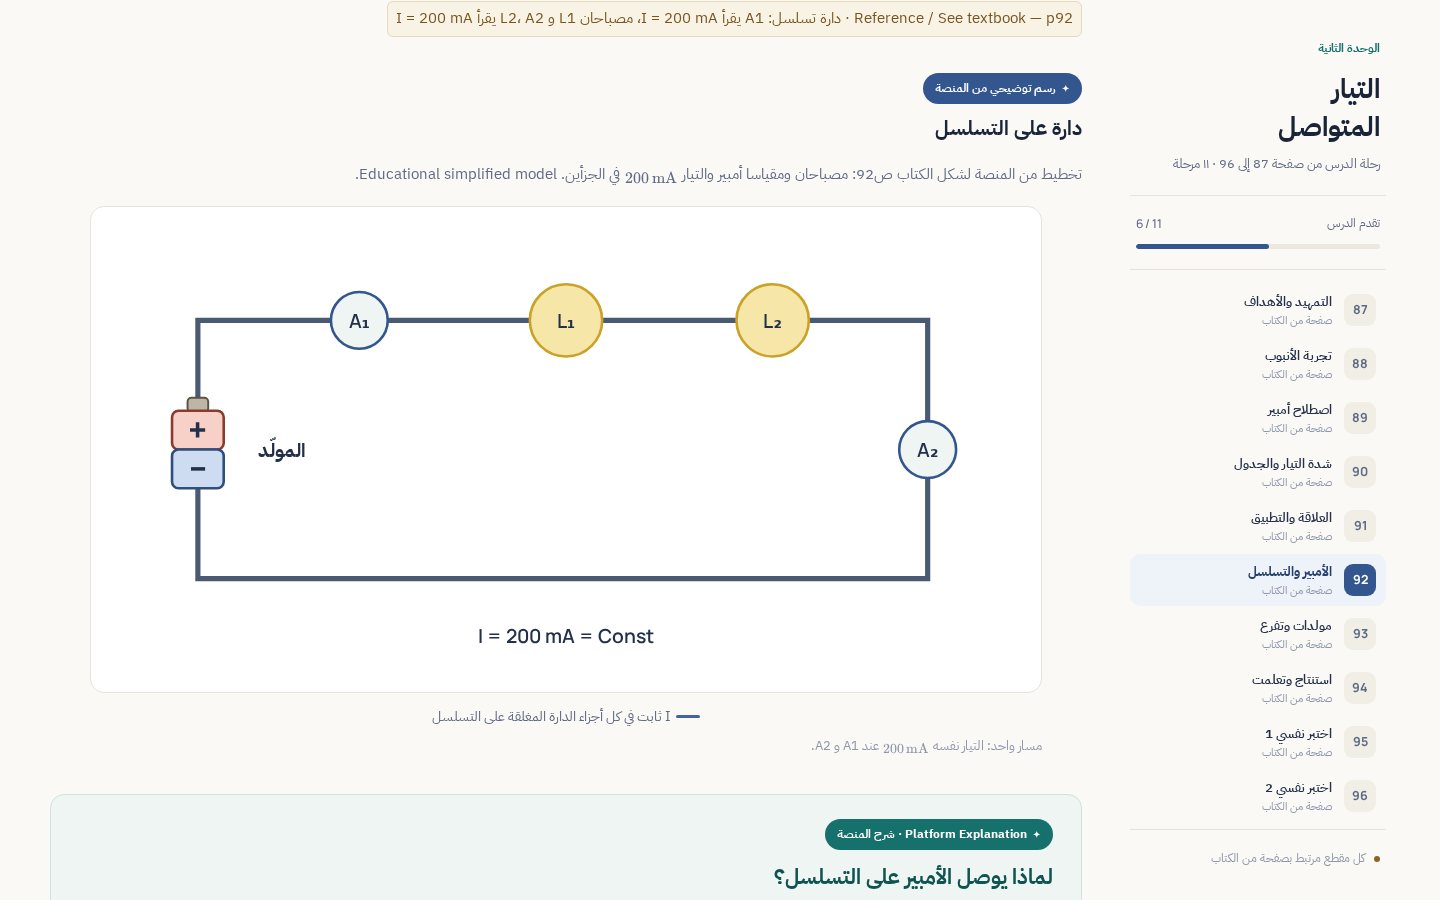 الوحدة الثانية
التيار
المتواصل
رحلة الدرس من صفحة 87 إلى 96 · ١١ مرحلة
تقدم الدرس
6 / 11
87
التمهيد والأهداف
صفحة من الكتاب
88
تجربة الأنبوب
صفحة من الكتاب
89
اصطلاح أمبير
صفحة من الكتاب
90
شدة التيار والجدول
صفحة من الكتاب
91
العلاقة والتطبيق
صفحة من الكتاب
92
الأمبير والتسلسل
صفحة من الكتاب
93
مولدات وتفرع
صفحة من الكتاب
94
استنتاج وتعلمت
صفحة من الكتاب
95
اختبر نفسي 1
صفحة من الكتاب
96
اختبر نفسي 2
صفحة من الكتاب
كل مقطع مرتبط بصفحة من الكتاب
Reference / See textbook — p92 · دارة تسلسل: A1 يقرأ I = 200 mA، مصباحان L1 و L2، A2 يقرأ I = 200 mA
✦ رسم توضيحي من المنصة
دارة على التسلسل
تخطيط من المنصة لشكل الكتاب ص92: مصباحان ومقياسا أمبير والتيار 200 mA في الجزأين. Educational simplified model.
A₁
L₁
L₂
+
−
المولّد
A₂
I = 200 mA = Const
I ثابت في كل أجزاء الدارة المغلقة على التسلسل
مسار واحد: التيار نفسه 200 mA عند A1 و A2.
✦ Platform Explanation · شرح المنصة
لماذا يوصل الأمبير على التسلسل؟